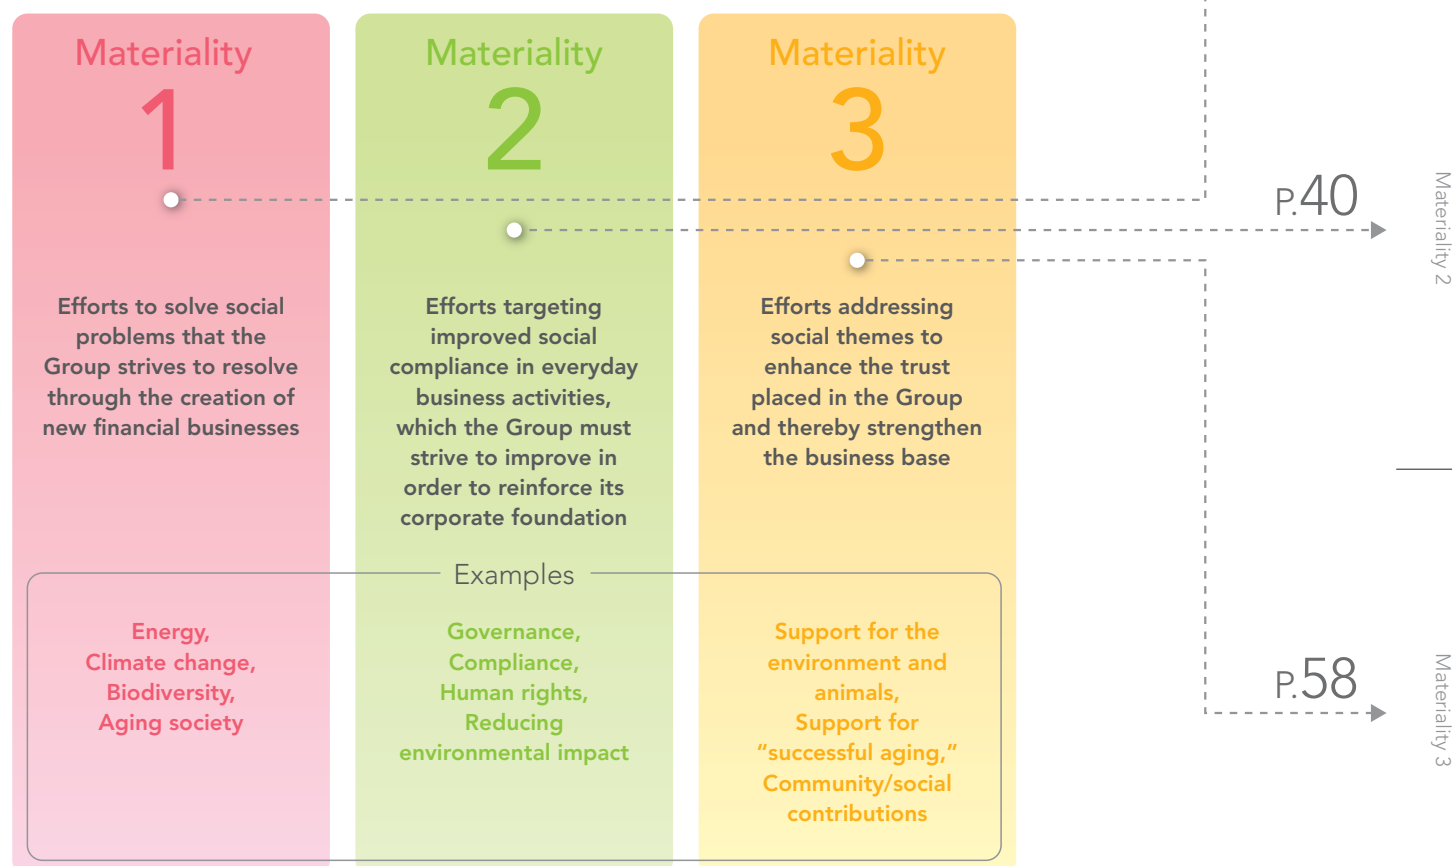 Materiality
1
Efforts to solve social
problems that the
Group strives to resolve
through the creation of
new financial businesses
Materiality
2
Efforts targeting
improved social
compliance in everyday
business activities,
which the Group must
strive to improve in
order to reinforce its
corporate foundation
Materiality
3
Efforts addressing
social themes to
enhance the trust
placed in the Group
and thereby strengthen
the business base
Examples
Energy,
Climate change,
Biodiversity,
Aging society
Governance,
Compliance,
Human rights,
Reducing
environmental impact
Support for the
environment and
animals,
Support for
“successful aging,”
Community/social
contributions
P.40
Materiality 2
P.58
Materiality 3